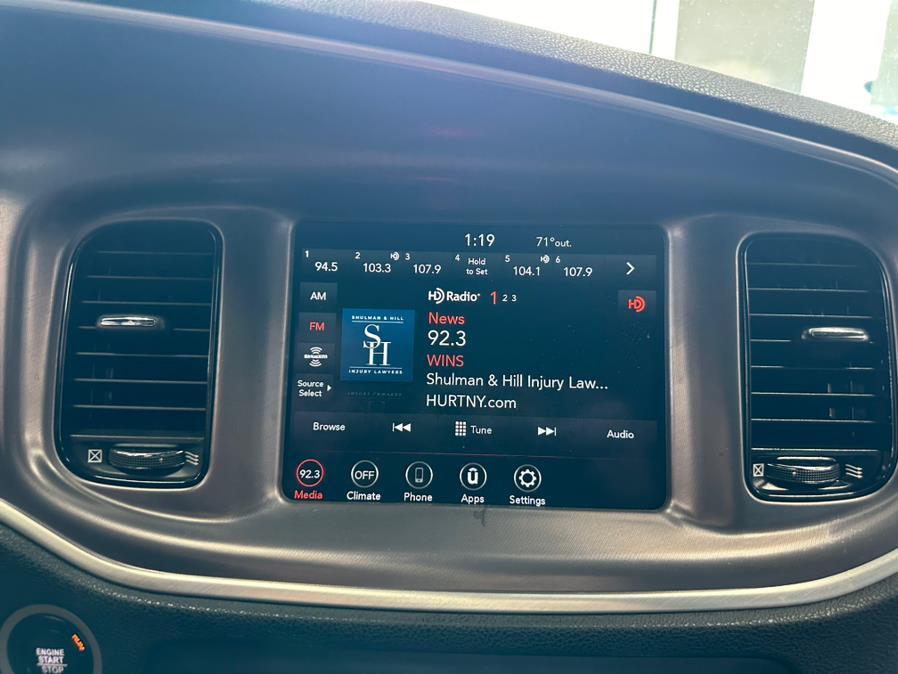 1:19 71°out.
1 94.5 2 103.3 HD 3 107.9 4 Hold to Set 5 104.1 HD 6 107.9
AM
HD Radio 1 2 3
HD
FM
SHULMAN & HILL
SH
INJURY LAWYERS
News
92.3
WINS
Shulman & Hill Injury Law...
HURTNY.com
SIRIUSXM
Source
Select
Browse
Tune
Audio
92.3
Media
OFF
Climate
Phone
u
Apps
Settings
ENGINE
START
STOP
RUN